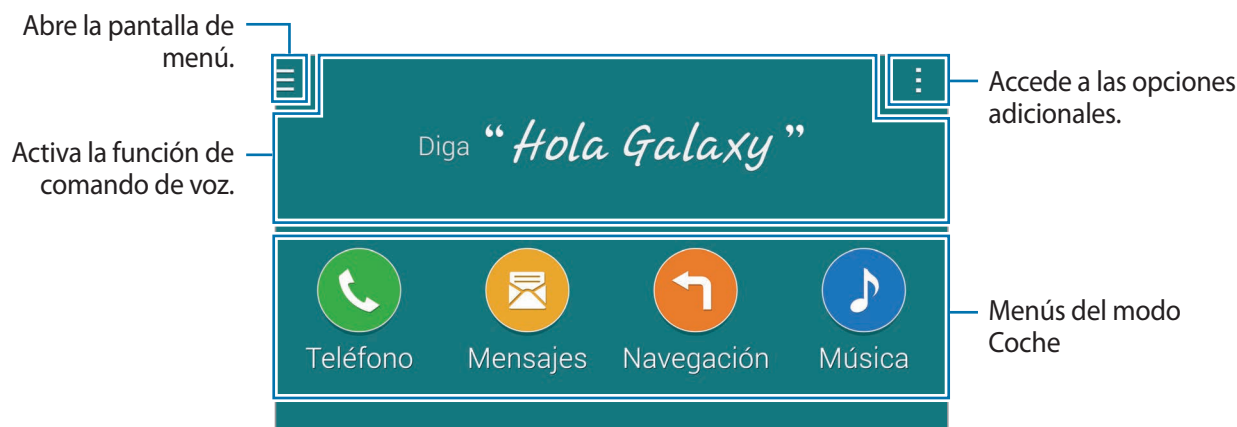 Abre la pantalla de
menú.
Accede a las opciones
adicionales.
Activa la función de
comando de voz.
Diga “Hola Galaxy”
Teléfono Mensajes Navegación Música
Menús del modo
Coche